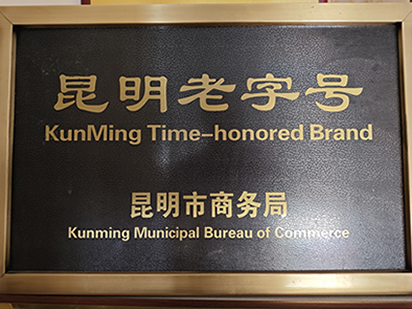 昆明老字号
KunMing Time-honored Brand
昆明市商务局
Kunming Municipal Bureau of Commerce